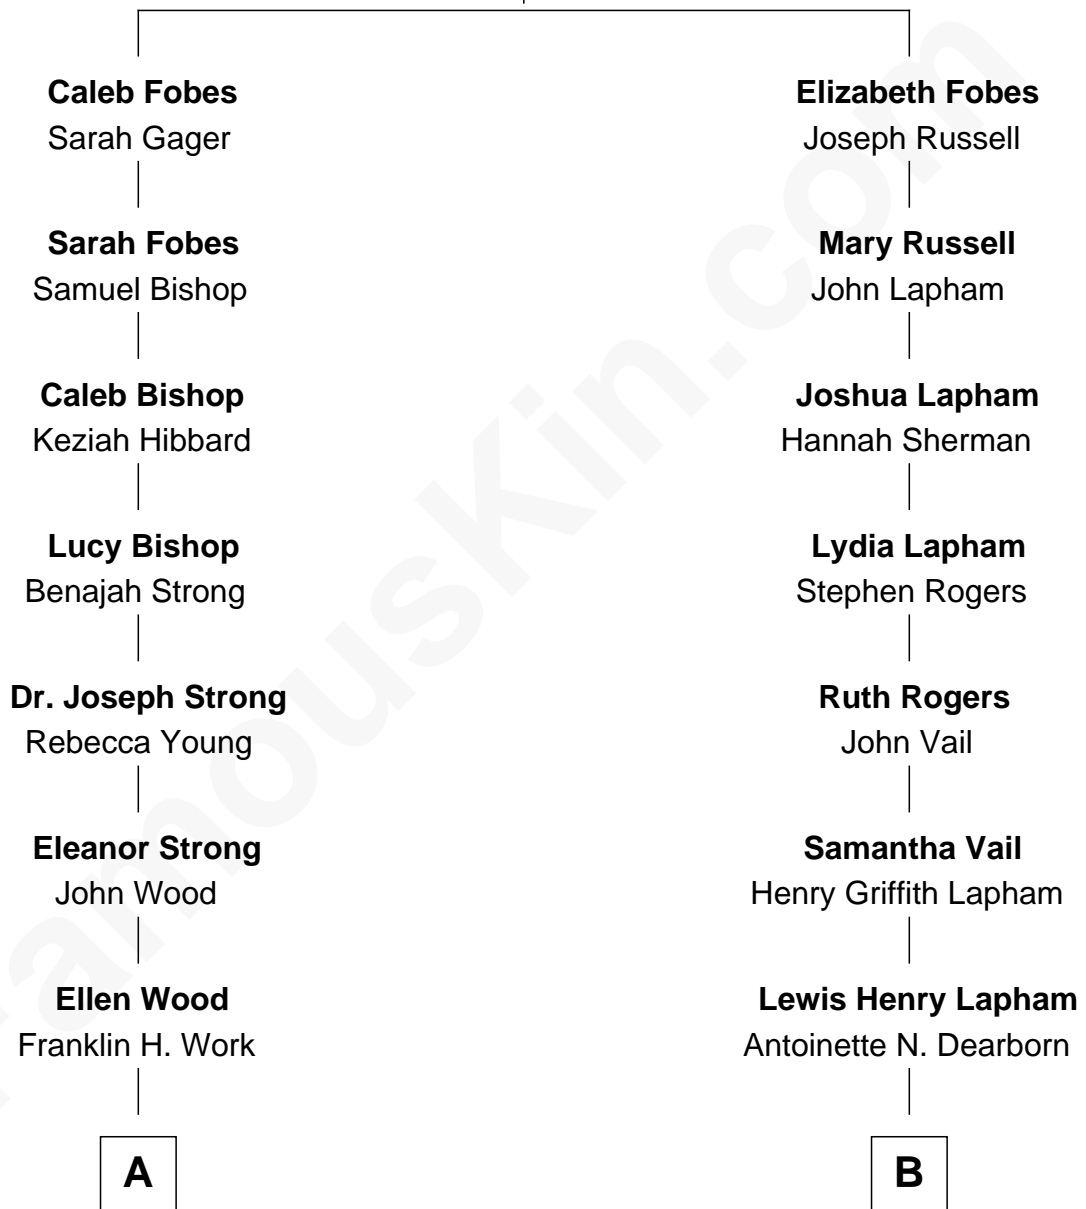 Caleb Fobes
Sarah Gager
Sarah Fobes
Samuel Bishop
Caleb Bishop
Keziah Hibbard
Lucy Bishop
Benajah Strong
Dr. Joseph Strong
Rebecca Young
Eleanor Strong
John Wood
Ellen Wood
Franklin H. Work
A
Elizabeth Fobes
Joseph Russell
Mary Russell
John Lapham
Joshua Lapham
Hannah Sherman
Lydia Lapham
Stephen Rogers
Ruth Rogers
John Vail
Samantha Vail
Henry Griffith Lapham
Lewis Henry Lapham
Antoinette N. Dearborn
B
FamousKin.com